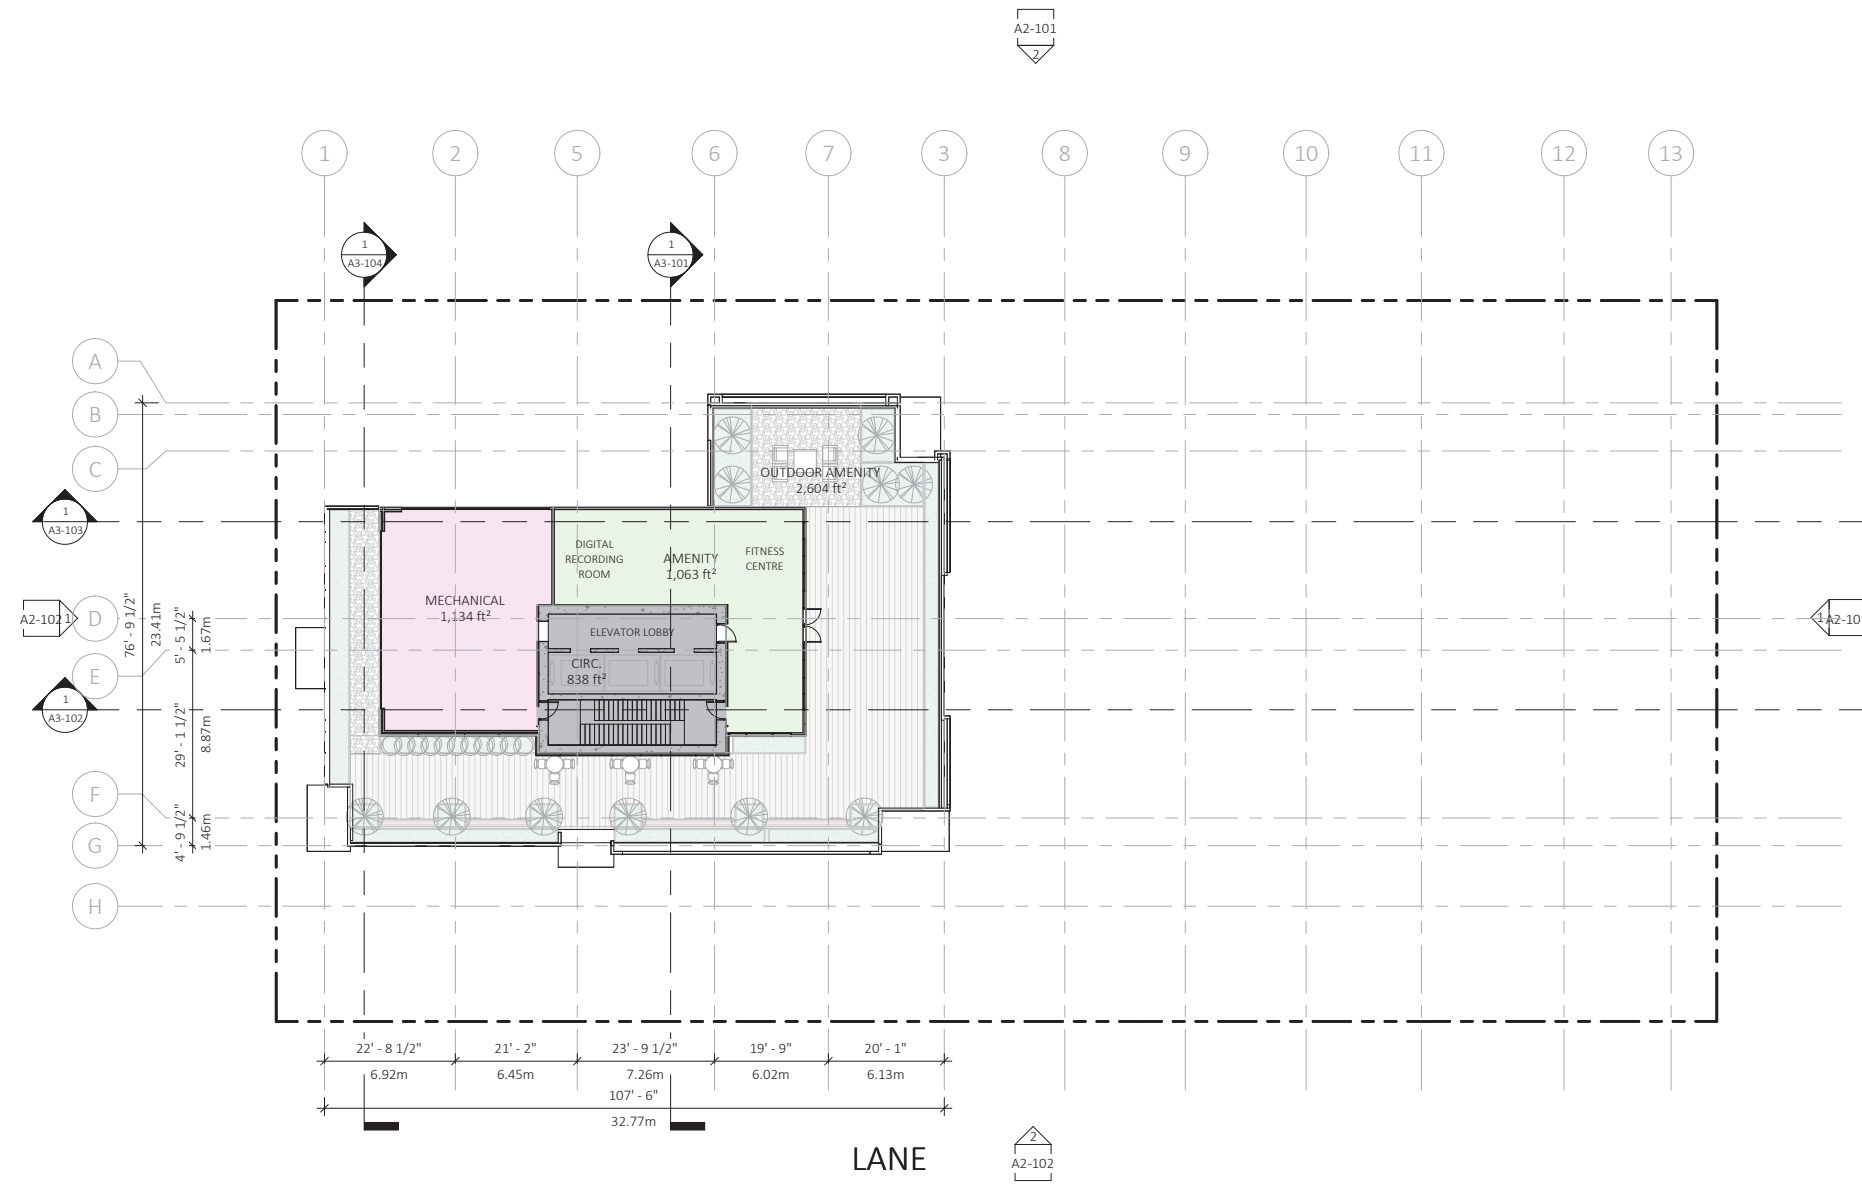 A2-101
2
1
2
5
6
7
3
8
9
10
11
12
13
1
A3-104
1
A3-101
A
B
C
1
A3-103
A2-102
1
D
E
1
A3-102
F
G
H
76' - 9 1/2"
23.41m
5' - 5 1/2"
1.67m
29' - 1 1/2"
8.87m
4' - 9 1/2"
1.46m
OUTDOOR AMENITY
2,604 ft²
DIGITAL
RECORDING
ROOM
AMENITY
1,063 ft²
FITNESS
CENTRE
MECHANICAL
1,134 ft²
ELEVATOR LOBBY
CIRC.
838 ft²
1
A2-10
22' - 8 1/2"
21' - 2"
23' - 9 1/2"
19' - 9"
20' - 1"
6.92m
6.45m
7.26m
6.02m
6.13m
107' - 6"
32.77m
LANE
2
A2-102